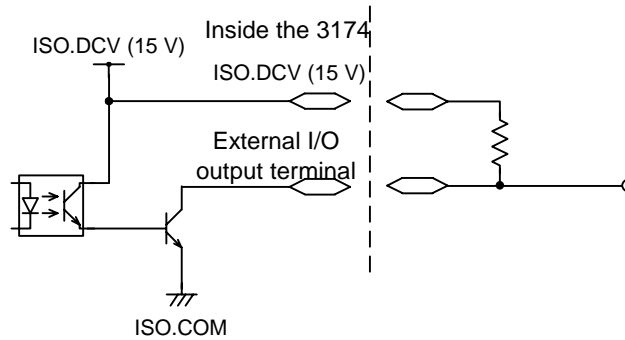 Inside the 3174
ISO.DCV (15 V)
ISO.DCV (15 V)
External I/O
output terminal
ISO.COM